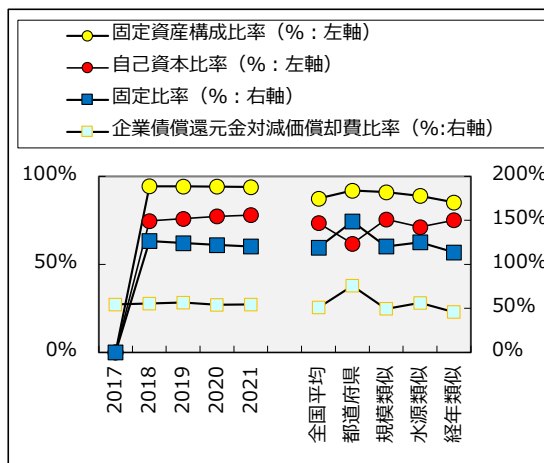 固定資産構成比率（%：左軸）
自己資本比率（%：左軸）
固定比率（%：右軸）
企業債償還元金対減価償却費比率（%:右軸）
100%
50%
0%
200%
150%
100%
50%
0%
2017
2018
2019
2020
2021
全国平均
都道府県
規模類似
水源類似
経年類似